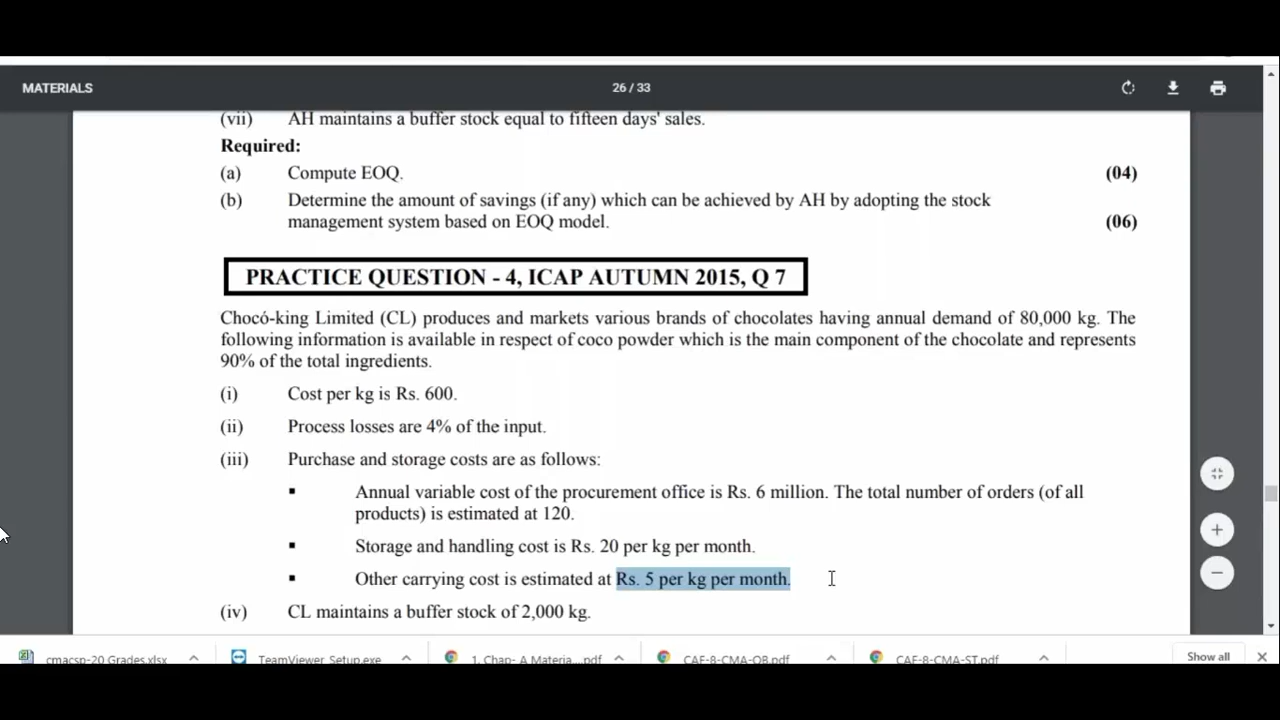 MATERIALS
26 / 33
(vii) AH maintains a buffer stock equal to fifteen days' sales.
Required:
(a) Compute EOQ. (04)
(b) Determine the amount of savings (if any) which can be achieved by AH by adopting the stock
management system based on EOQ model. (06)
PRACTICE QUESTION - 4, ICAP AUTUMN 2015, Q 7
Chocó-king Limited (CL) produces and markets various brands of chocolates having annual demand of 80,000 kg. The
following information is available in respect of coco powder which is the main component of the chocolate and represents
90% of the total ingredients.
(i) Cost per kg is Rs. 600.
(ii) Process losses are 4% of the input.
(iii) Purchase and storage costs are as follows:
▪ Annual variable cost of the procurement office is Rs. 6 million. The total number of orders (of all
products) is estimated at 120.
▪ Storage and handling cost is Rs. 20 per kg per month.
▪ Other carrying cost is estimated at Rs. 5 per kg per month.
(iv) CL maintains a buffer stock of 2,000 kg.
cmacsp-20 Grades.xlsx TeamViewer_Setup.exe 1. Chap- A Materia....pdf CAF-8-CMA-QB.pdf CAF-8-CMA-ST.pdf Show all